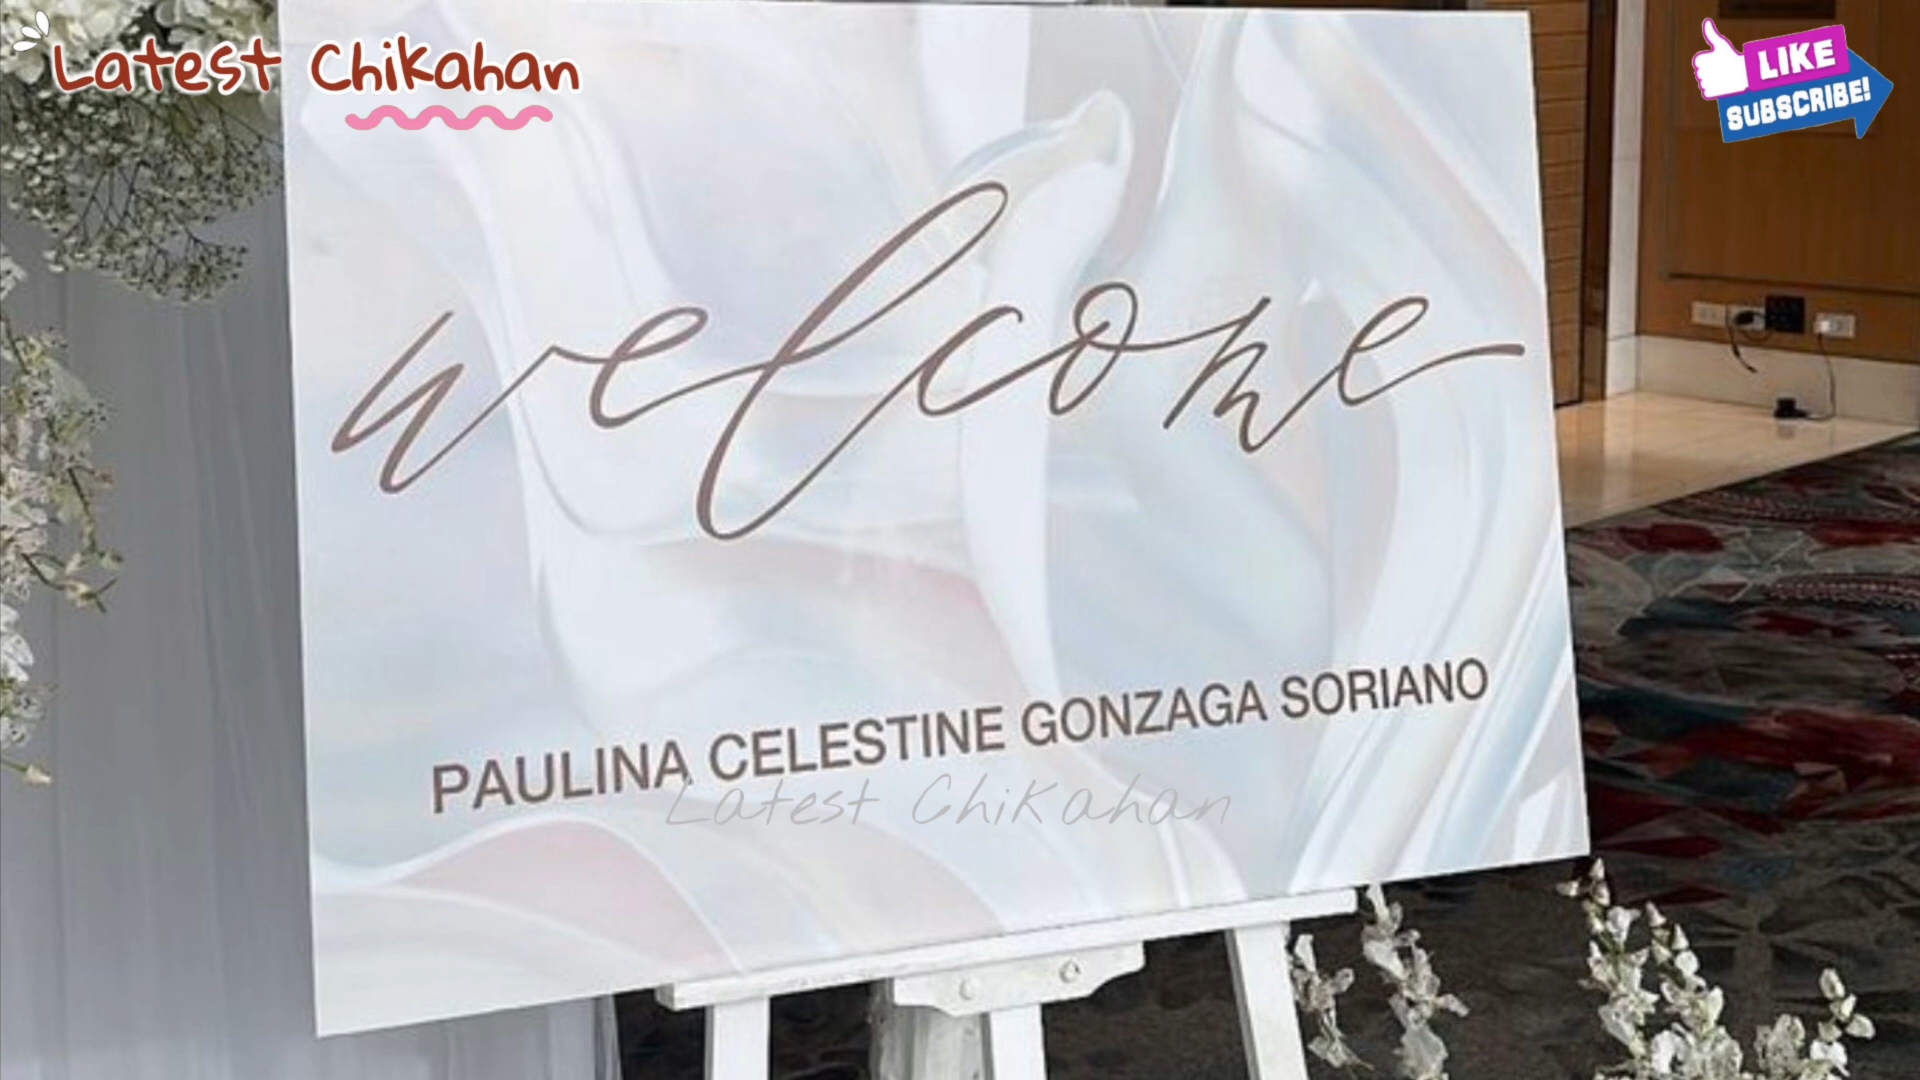 Latest Chikahan
LIKE
SUBSCRIBE!
welcome
PAULINA CELESTINE GONZAGA SORIANO
Latest Chikahan